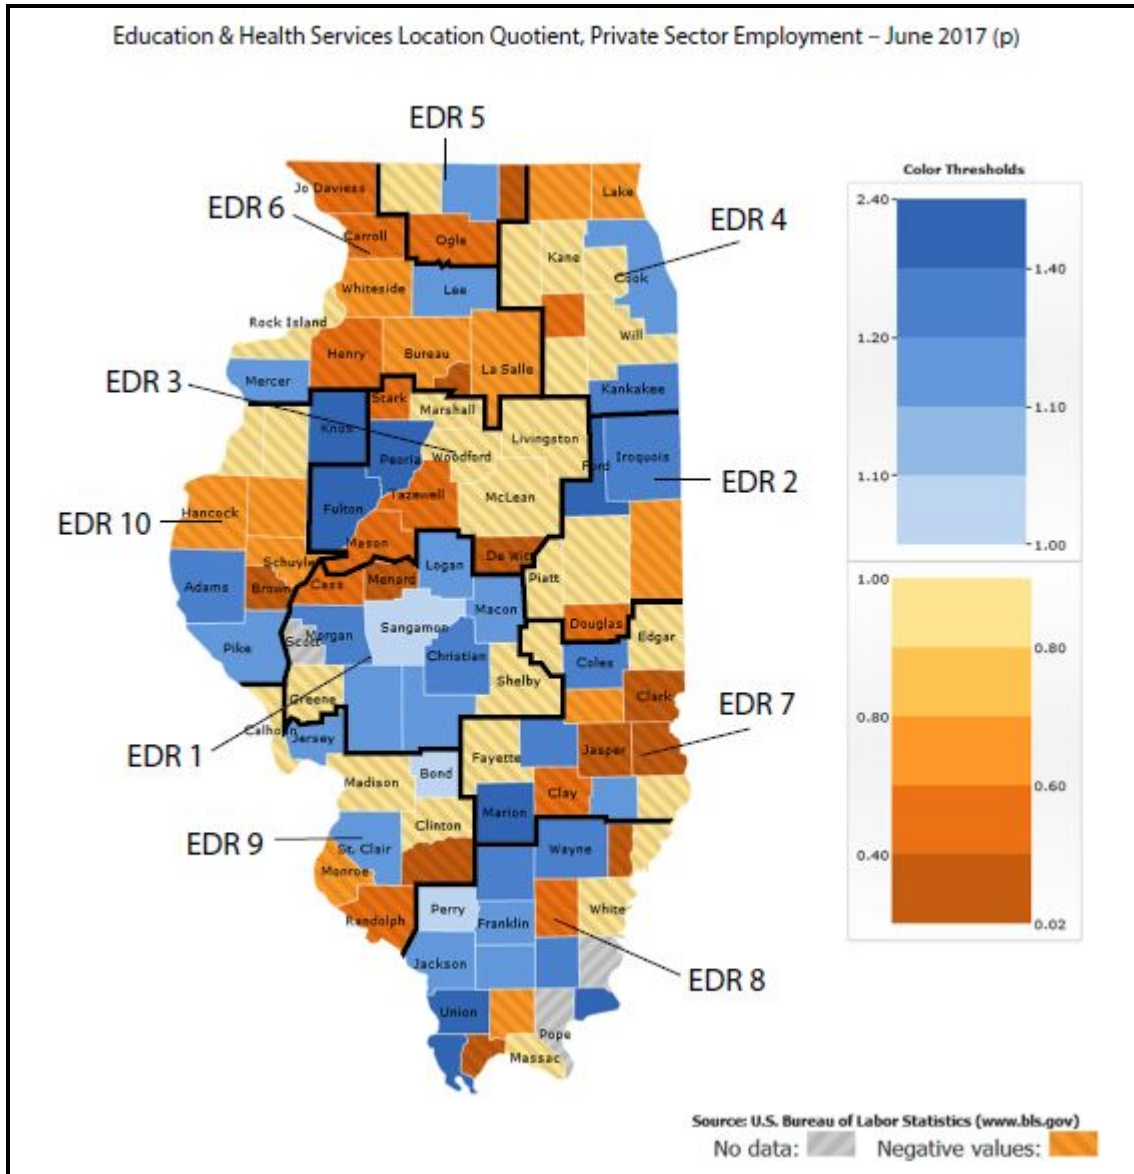 Education & Health Services Location Quotient, Private Sector Employment – June 2017 (p)
EDR 5
Color Thresholds
Jo Daviess
Lake
2.40
EDR 6
EDR 4
Carroll
Ogle
Kane
Cook
1.40
Whiteside
Lee
Rock Island
Will
1.20
Henry
Bureau
La Salle
EDR 3
Mercer
Kankakee
Stark
Marshall
1.10
Knox
Livingston
Peoria
Woodford
Ford
Iroquois
1.10
Tazewell
McLean
EDR 2
Hancock
Fulton
EDR 10
Mason
1.00
Schuyle
De Wit
Logan
Adams
Brown
Cass
Menard
Piatt
1.00
Macon
Sangamon
Douglas
Pike
Scott
Morgan
Edgar
0.80
Christian
Coles
Shelby
Greene
Clark
EDR 7
0.80
Calhoun
Jersey
EDR 1
Fayette
Jasper
Madison
Bond
Clay
0.60
Marion
Clinton
EDR 9
St. Clair
Wayne
0.40
Monroe
Perry
White
Randolph
Franklin
0.02
Jackson
EDR 8
Union
Pope
Massac
Source: U.S. Bureau of Labor Statistics (www.bls.gov)
No data:
Negative values: